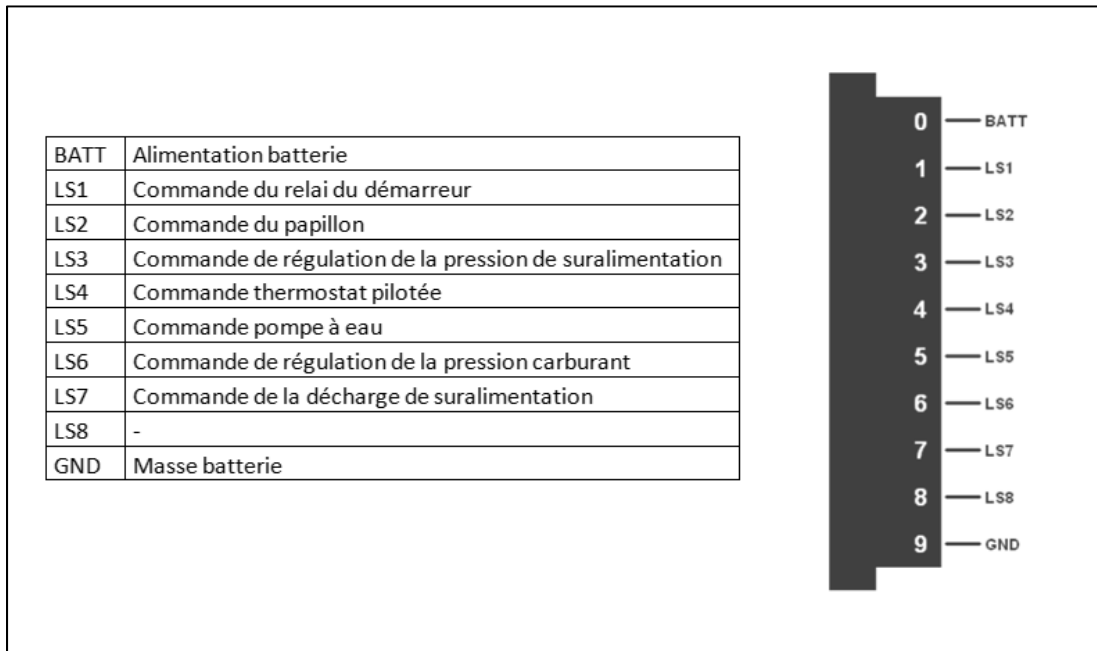 BATT Alimentation batterie
LS1 Commande du relai du démarreur
LS2 Commande du papillon
LS3 Commande de régulation de la pression de suralimentation
LS4 Commande thermostat pilotée
LS5 Commande pompe à eau
LS6 Commande de régulation de la pression carburant
LS7 Commande de la décharge de suralimentation
LS8 -
GND Masse batterie
0 BATT
1 LS1
2 LS2
3 LS3
4 LS4
5 LS5
6 LS6
7 LS7
8 LS8
9 GND